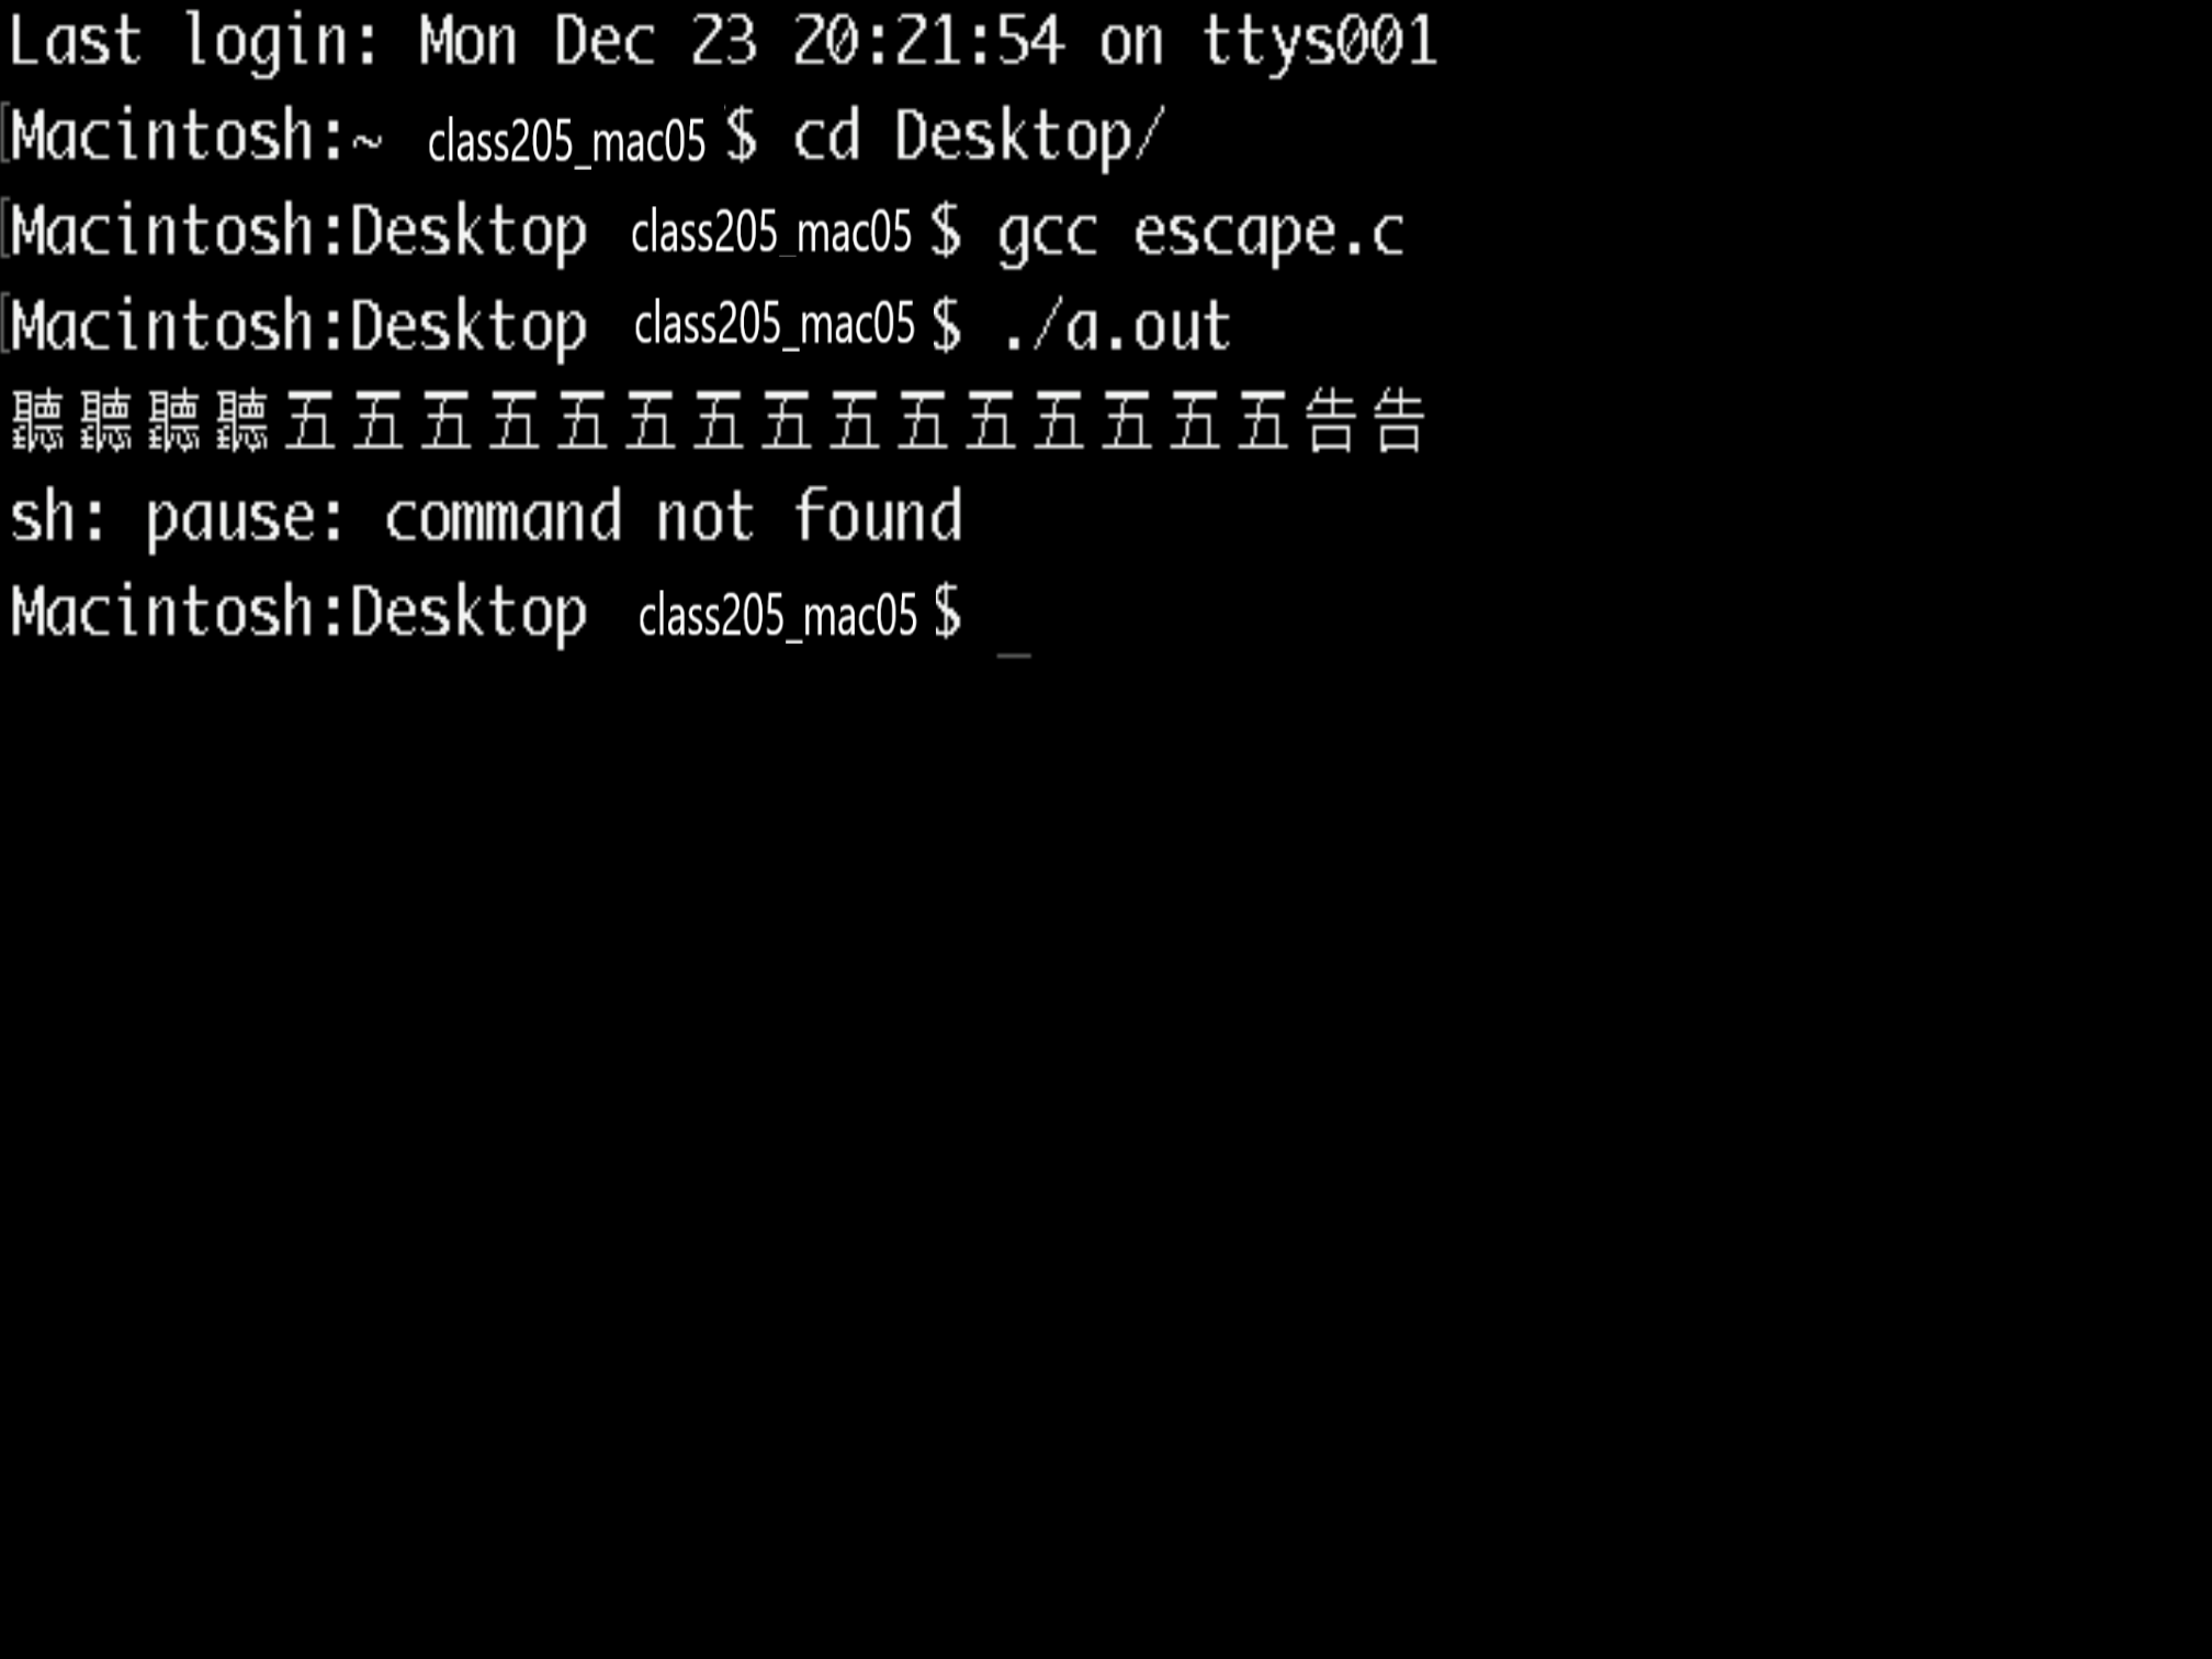 Last login: Mon Dec 23 20:21:54 on ttys001
[Macintosh:~ class205_mac05 $ cd Desktop/
[Macintosh:Desktop class205_mac05 $ gcc escape.c
[Macintosh:Desktop class205_mac05 $ ./a.out
聽聽聽聽五五五五五五五五五五五五五五五告告
sh: pause: command not found
Macintosh:Desktop class205_mac05 $ _